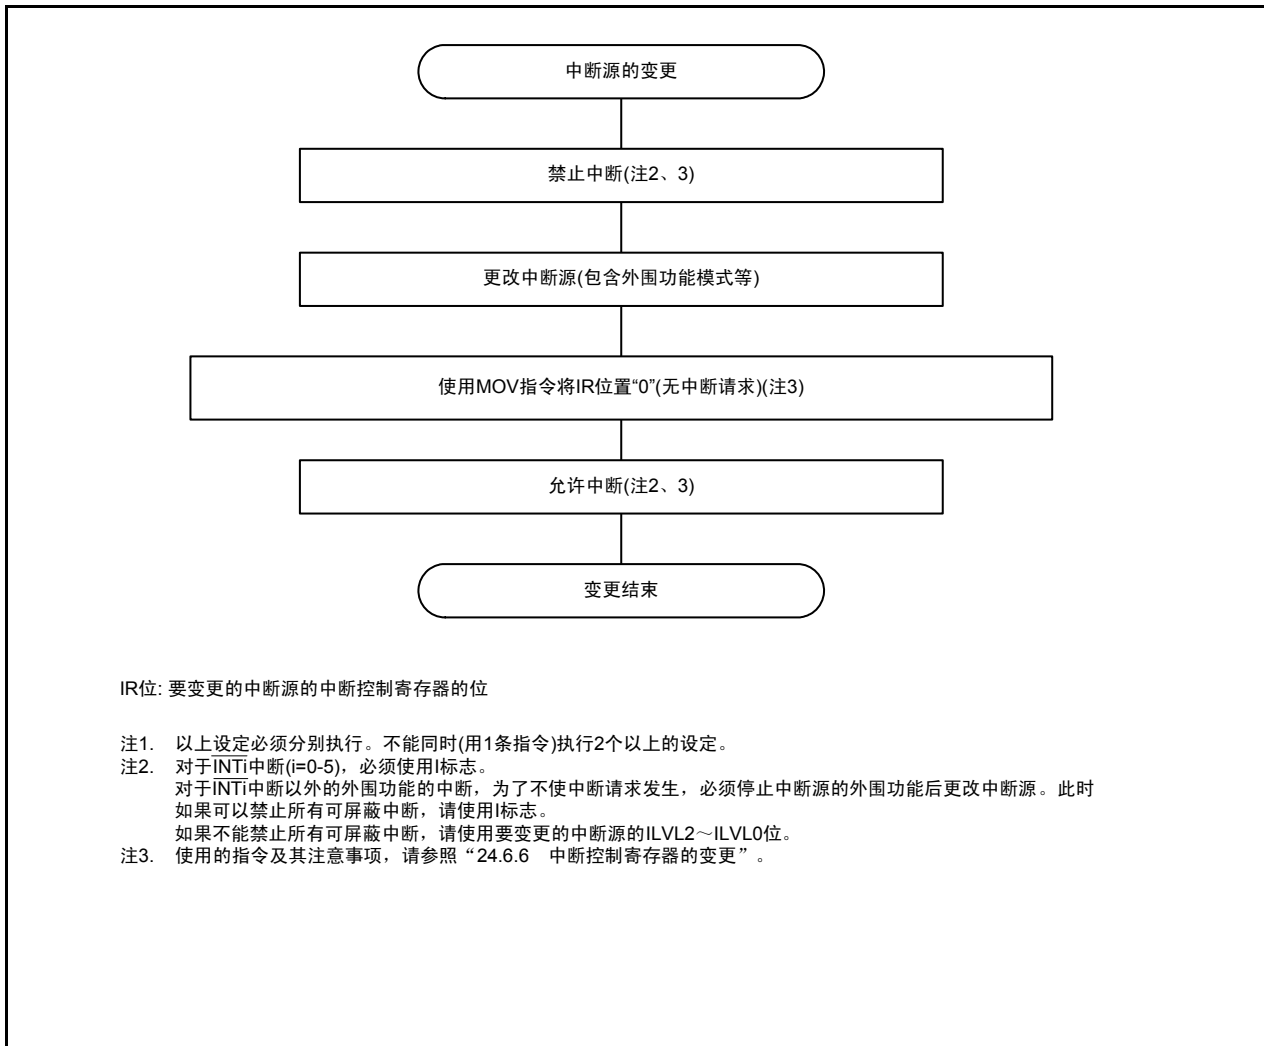 中断源的变更
禁止中断(注2、3)
更改中断源(包含外围功能模式等)
使用MOV指令将IR位置“0”(无中断请求)(注3)
允许中断(注2、3)
变更结束
IR位: 要变更的中断源的中断控制寄存器的位
注1. 以上设定必须分别执行。不能同时(用1条指令)执行2个以上的设定。
注2. 对于INTi中断(i=0-5)，必须使用I标志。
对于INTi中断以外的外围功能的中断，为了不使中断请求发生，必须停止中断源的外围功能后更改中断源。此时
如果可以禁止所有可屏蔽中断，请使用I标志。
如果不能禁止所有可屏蔽中断，请使用要变更的中断源的ILVL2～ILVL0位。
注3. 使用的指令及其注意事项，请参照“24.6.6 中断控制寄存器的变更”。